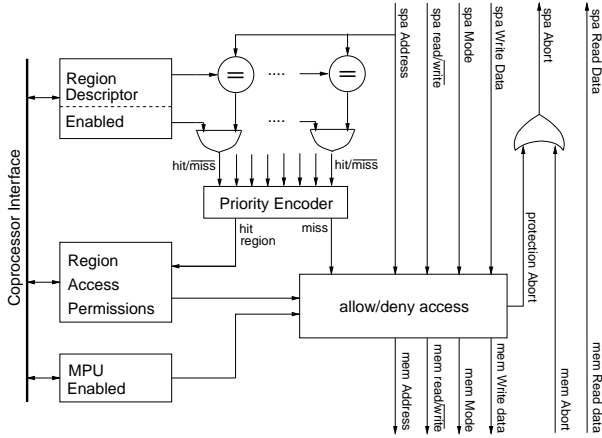 spa Address
spa read/write
spa Mode
spa Write Data
spa Abort
spa Read Data
Region
Descriptor
Enabled
=
....
=
....
hit/miss
hit/miss
Priority Encoder
hit
region
miss
Coprocessor Interface
Region
Access
Permissions
allow/deny access
protection Abort
MPU
Enabled
mem Address
mem read/write
mem Mode
mem Write data
mem Abort
mem Read data